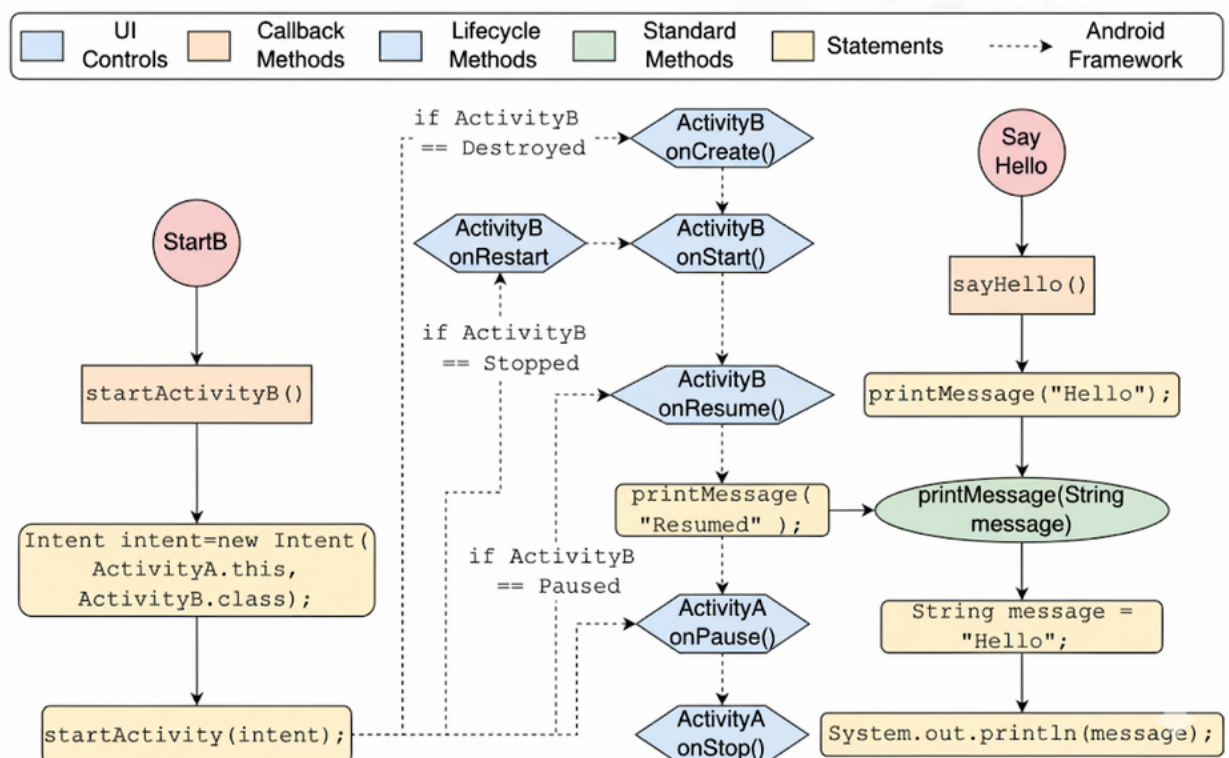 UI
Controls
Callback
Methods
Lifecycle
Methods
Standard
Methods
Statements
Android
Framework
if ActivityB
== Destroyed
ActivityB
onCreate()
Say
Hello
StartB
ActivityB
onRestart
ActivityB
onStart()
sayHello()
if ActivityB
== Stopped
startActivityB()
ActivityB
onResume()
printMessage("Hello");
printMessage(
"Resumed" );
printMessage(String
message)
Intent intent=new Intent(
ActivityA.this,
ActivityB.class);
if ActivityB
== Paused
ActivityA
onPause()
String message =
"Hello";
startActivity(intent);
ActivityA
onStop()
System.out.println(message);